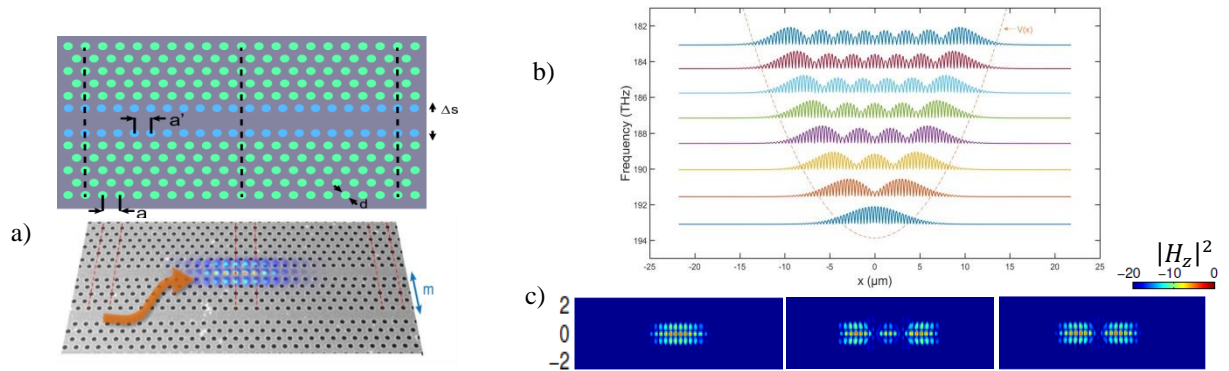 a)
Δs
a'
a
d
m
b)
Frequency (THz)
182
184
186
188
190
192
194
V(x)
-25 -20 -15 -10 -5 0 5 10 15 20 25
x (μm)
|H_z|²
-20 -10 0
c)
2
0
-2